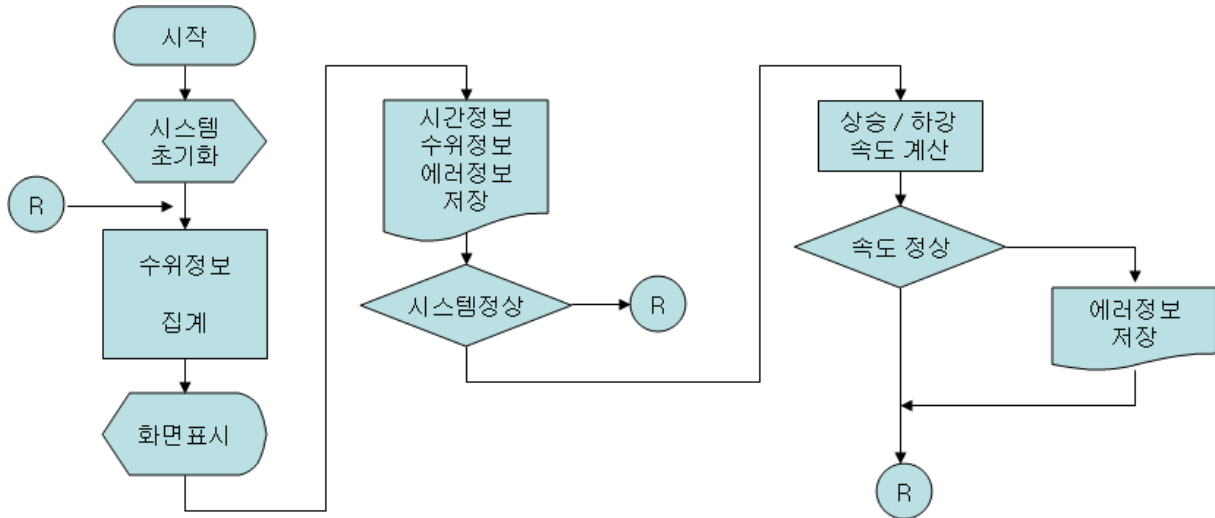 시작
시스템
초기화
R
수위정보
집계
화면표시
시간정보
수위정보
에러정보
저장
시스템정상
R
상승 / 하강
속도 계산
속도 정상
에러정보
저장
R